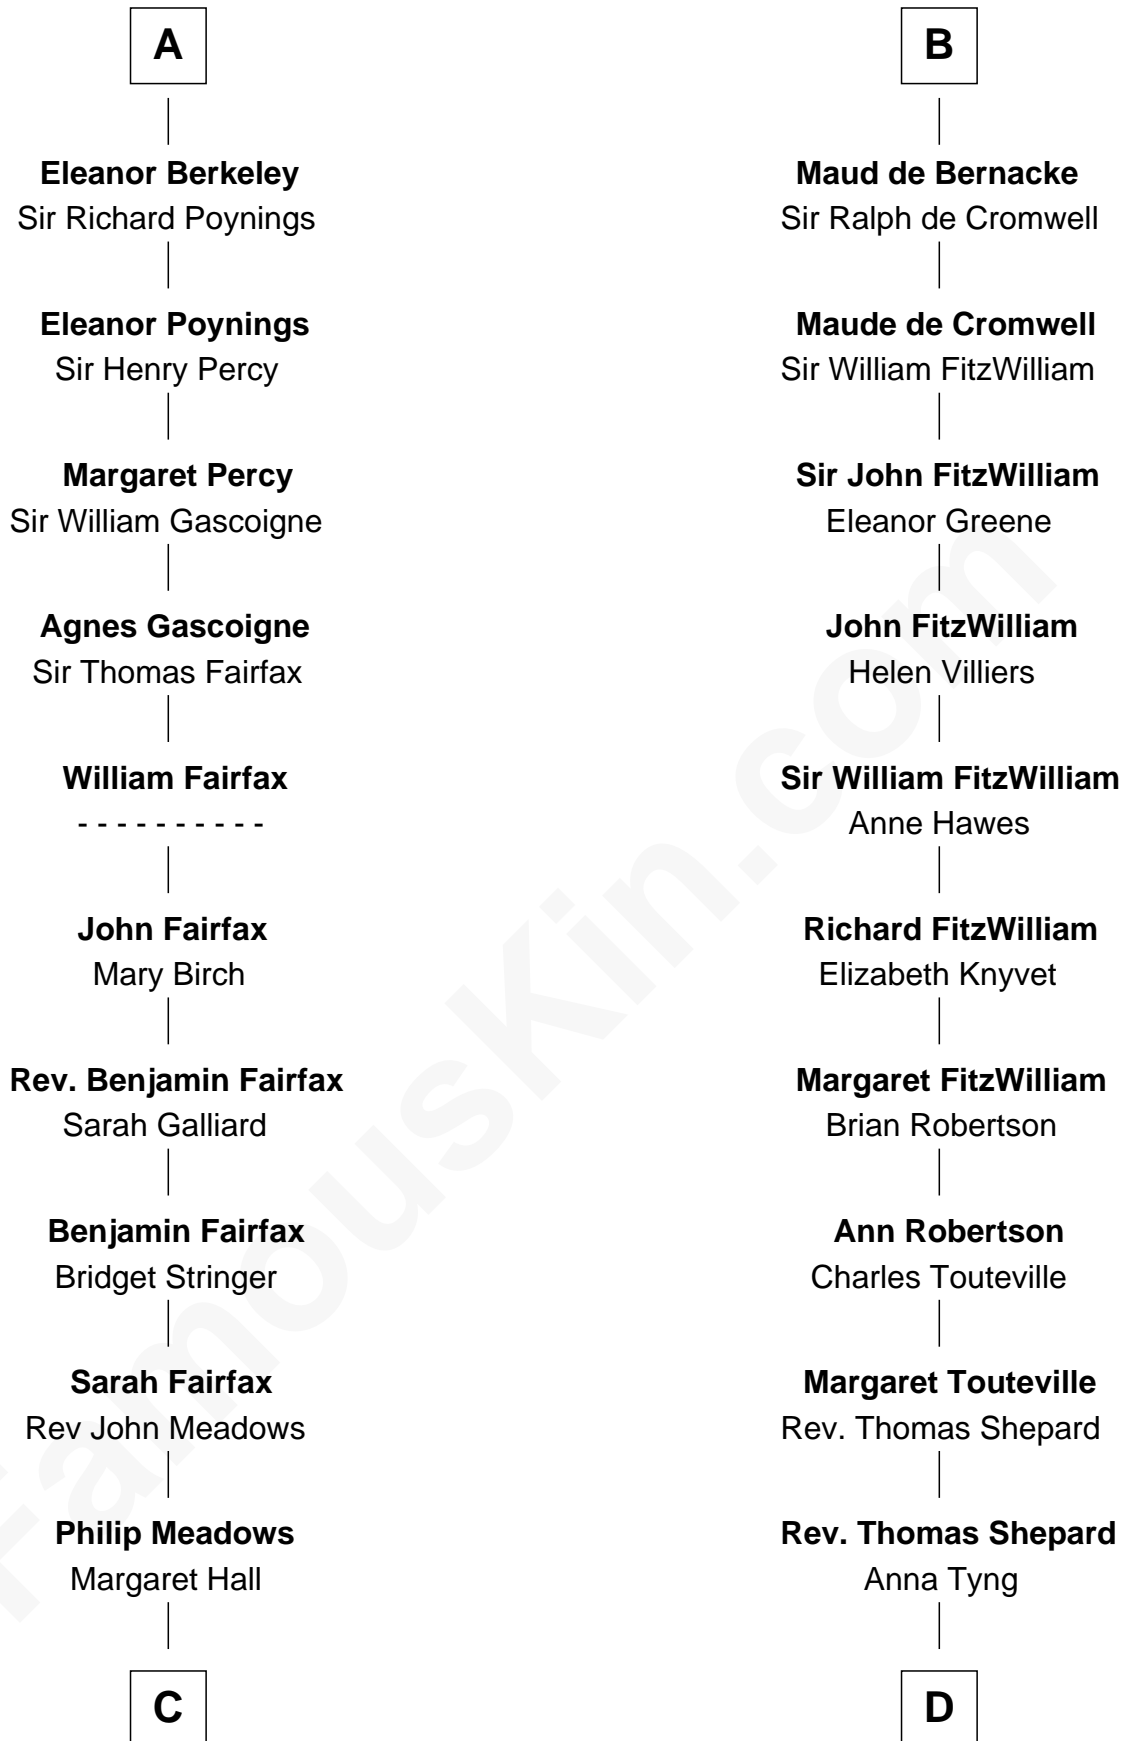 A
Eleanor Berkeley
Sir Richard Poynings
Eleanor Poynings
Sir Henry Percy
Margaret Percy
Sir William Gascoigne
Agnes Gascoigne
Sir Thomas Fairfax
William Fairfax
- - - - - - - - - -
John Fairfax
Mary Birch
Rev. Benjamin Fairfax
Sarah Galliard
Benjamin Fairfax
Bridget Stringer
Sarah Fairfax
Rev John Meadows
Philip Meadows
Margaret Hall
C
B
Maud de Bernacke
Sir Ralph de Cromwell
Maude de Cromwell
Sir William FitzWilliam
Sir John FitzWilliam
Eleanor Greene
John FitzWilliam
Helen Villiers
Sir William FitzWilliam
Anne Hawes
Richard FitzWilliam
Elizabeth Knyvet
Margaret FitzWilliam
Brian Robertson
Ann Robertson
Charles Touteville
Margaret Touteville
Rev. Thomas Shepard
Rev. Thomas Shepard
Anna Tyng
D
FamousKin.com